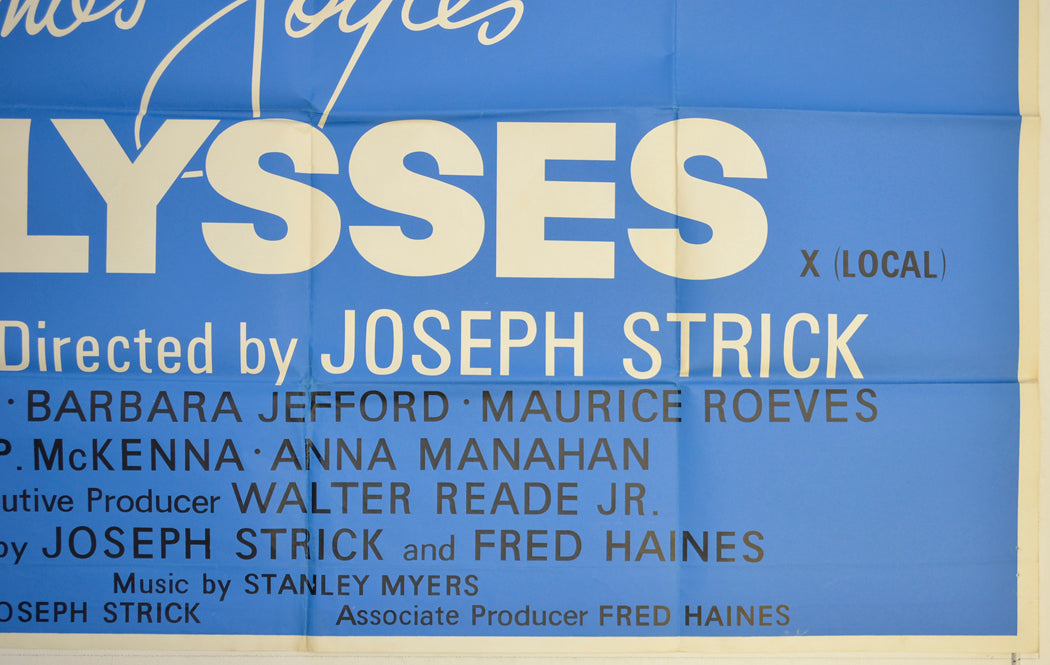 Joyce's
LYSSES
X (LOCAL)
Directed by JOSEPH STRICK
· BARBARA JEFFORD · MAURICE ROEVES
P. McKENNA · ANNA MANAHAN
utive Producer WALTER READE JR.
by JOSEPH STRICK and FRED HAINES
Music by STANLEY MYERS
OSEPH STRICK Associate Producer FRED HAINES